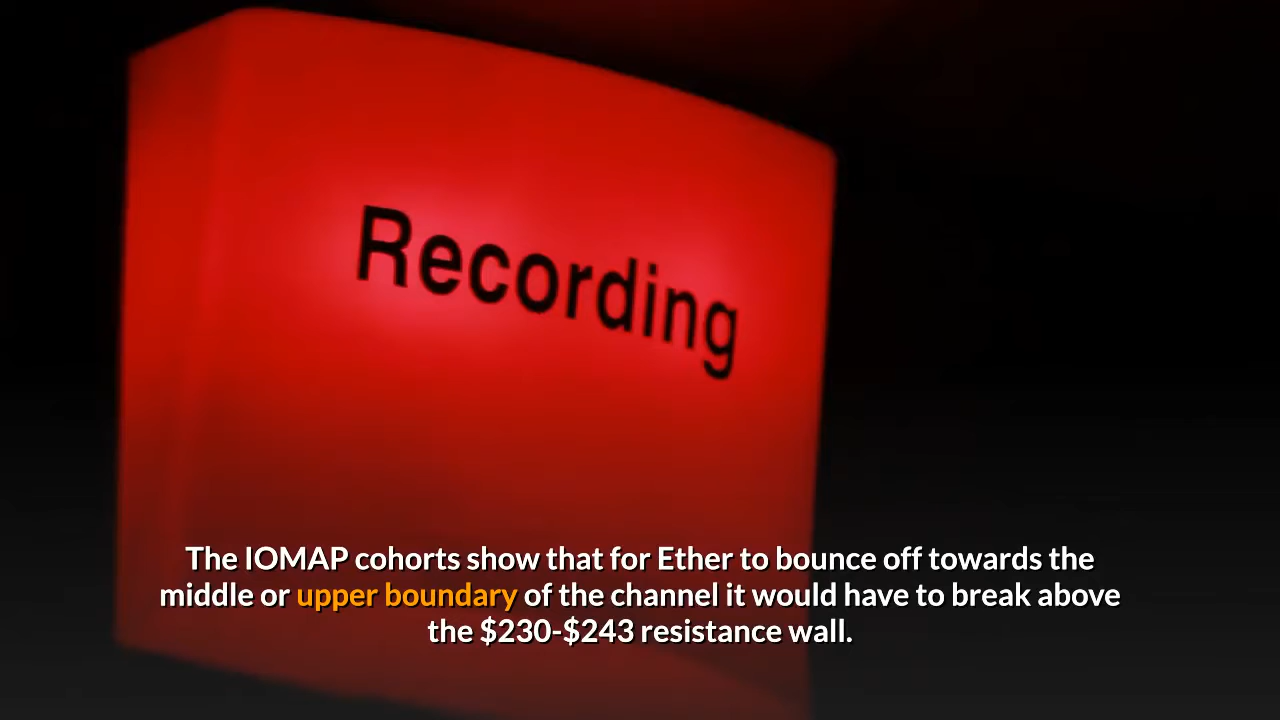 Recording
The IOMAP cohorts show that for Ether to bounce off towards the
middle or upper boundary of the channel it would have to break above
the $230-$243 resistance wall.